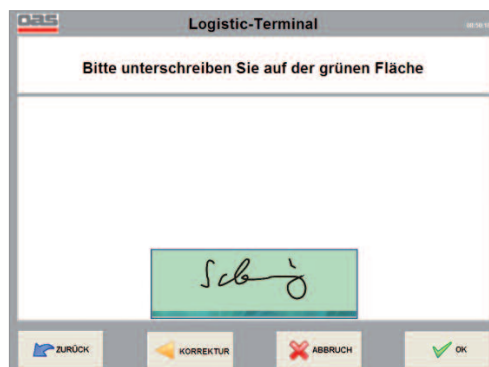 oas
Logistic-Terminal
Bitte unterschreiben Sie auf der grünen Fläche
ZURÜCK
KORREKTUR
ABBRUCH
OK